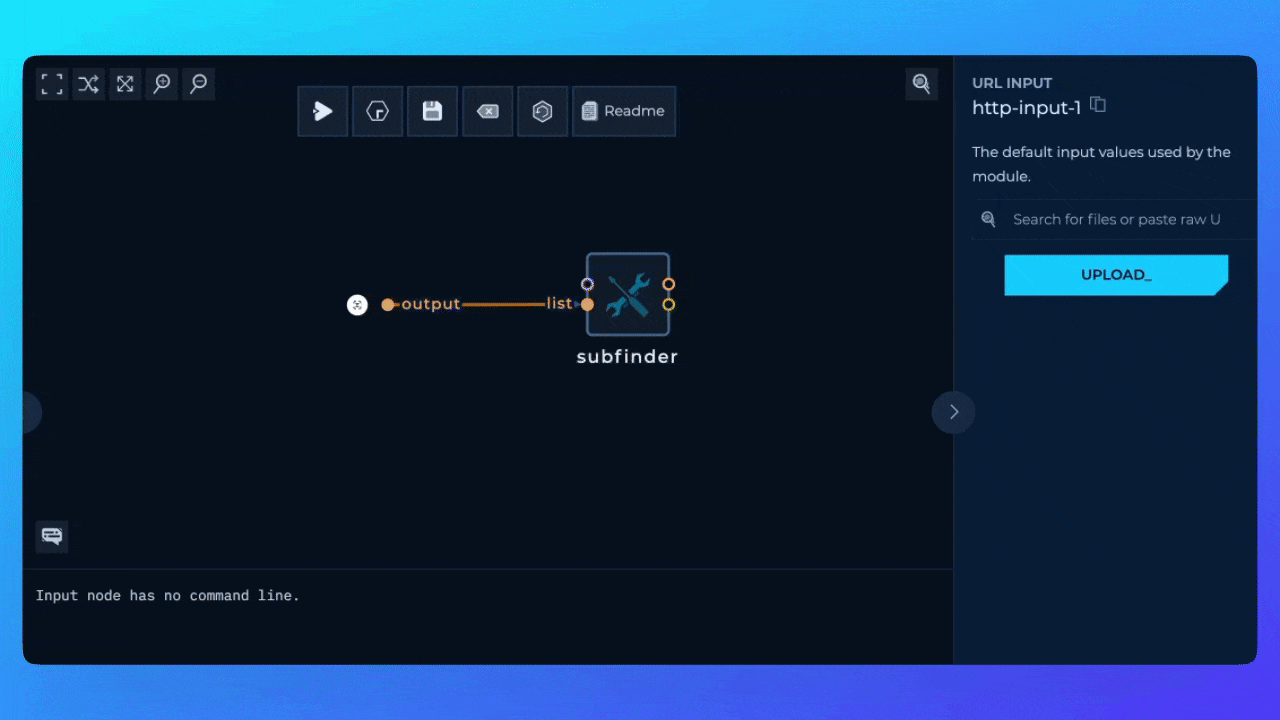 Readme
URL INPUT
http-input-1
The default input values used by the
module.
Search for files or paste raw U
UPLOAD_
output
list
subfinder
Input node has no command line.